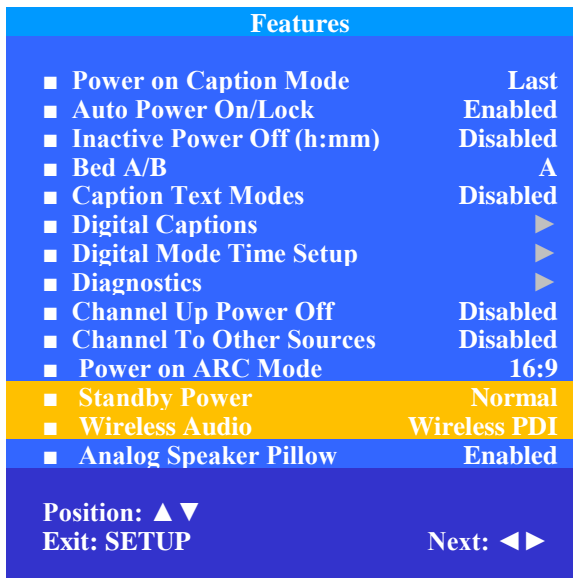 Features
■ Power on Caption Mode Last
■ Auto Power On/Lock Enabled
■ Inactive Power Off (h:mm) Disabled
■ Bed A/B A
■ Caption Text Modes Disabled
■ Digital Captions ►
■ Digital Mode Time Setup ►
■ Diagnostics ►
■ Channel Up Power Off Disabled
■ Channel To Other Sources Disabled
■ Power on ARC Mode 16:9
■ Standby Power Normal
■ Wireless Audio Wireless PDI
■ Analog Speaker Pillow Enabled
Position: ▲▼
Exit: SETUP Next: ◄►